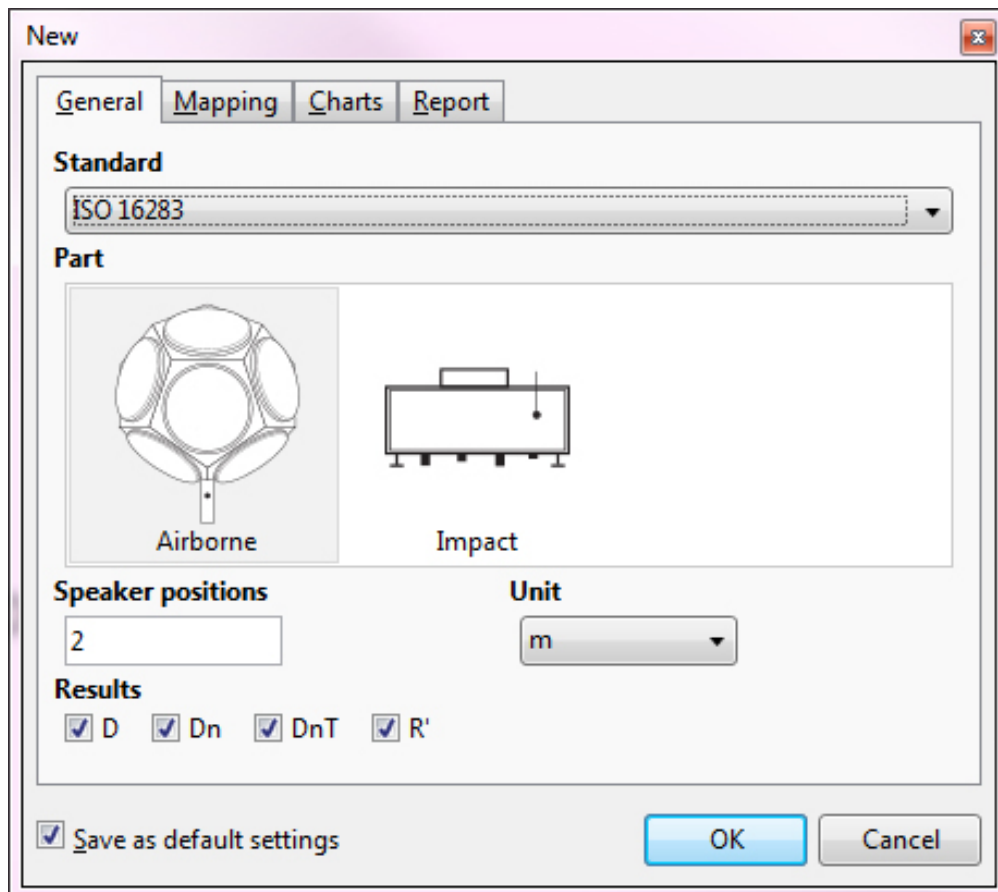 New
General Mapping Charts Report
Standard
ISO 16283
Part
Airborne Impact
Speaker positions Unit
2 m
Results
D Dn DnT R'
Save as default settings OK Cancel